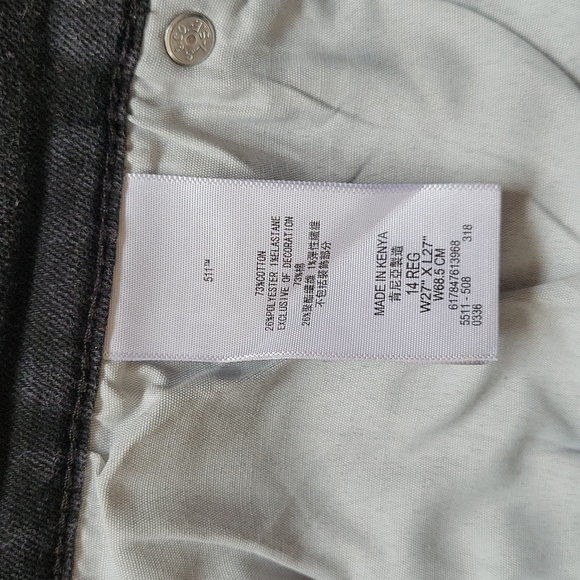 511™
73%COTTON
26%POLYESTER 1%ELASTANE
EXCLUSIVE OF DECORATION
73%棉
26%聚酯纖維 1%彈性纖維
不包括裝飾部分
MADE IN KENYA
肯尼亞製造
14 REG
W27" X L27"
W68.5 CM
617847613968
5511 - 508 318
0336